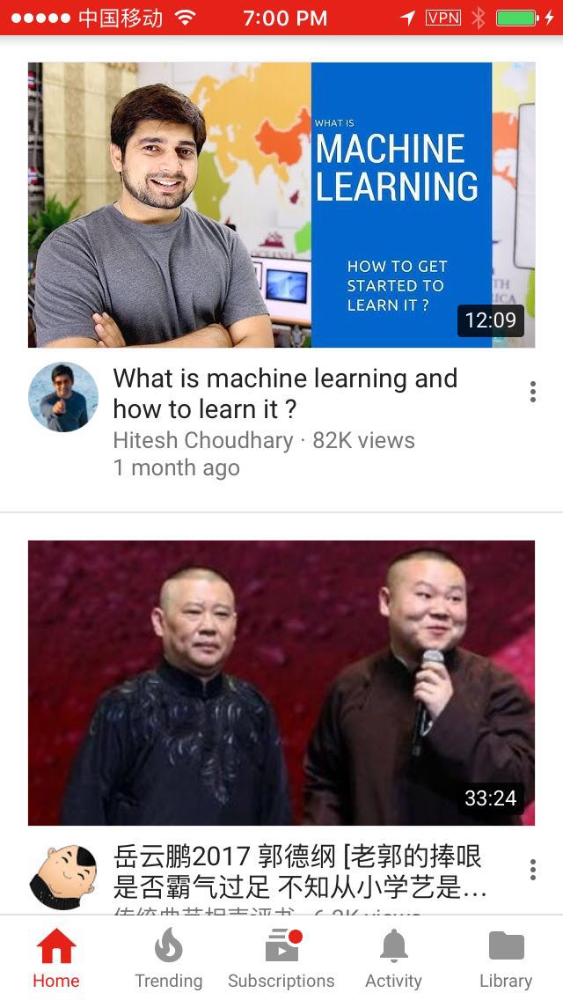 中国移动 7:00 PM VPN
WHAT IS
MACHINE
LEARNING
HOW TO GET
STARTED TO
LEARN IT ?
12:09
What is machine learning and
how to learn it ?
Hitesh Choudhary · 82K views
1 month ago
33:24
岳云鹏2017 郭德纲 [老郭的捧哏
是否霸气过足 不知从小学艺是...
Home Trending Subscriptions Activity Library